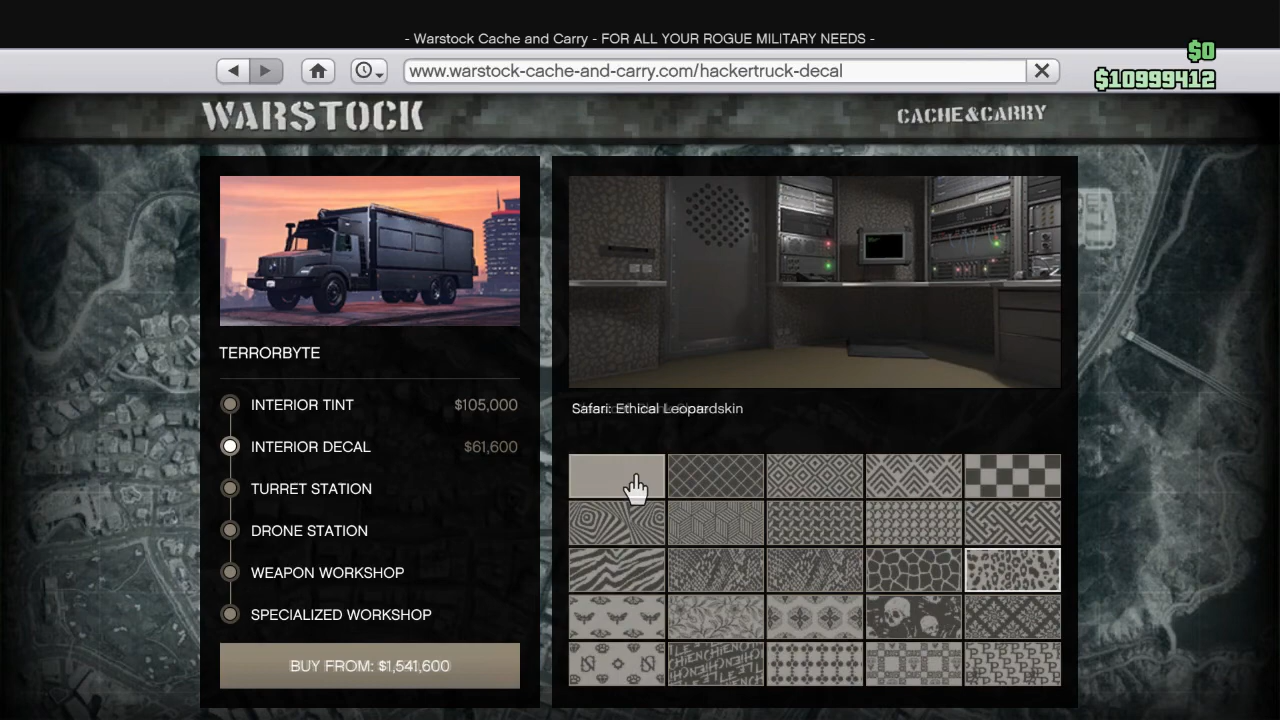 - Warstock Cache and Carry - FOR ALL YOUR ROGUE MILITARY NEEDS -
$0
www.warstock-cache-and-carry.com/hackertruck-decal
$10999412
WARSTOCK
CACHE&CARRY
TERRORBYTE
INTERIOR TINT $105,000
INTERIOR DECAL $61,600
TURRET STATION
DRONE STATION
WEAPON WORKSHOP
SPECIALIZED WORKSHOP
BUY FROM: $1,541,600
Safari: Ethical Leopardskin